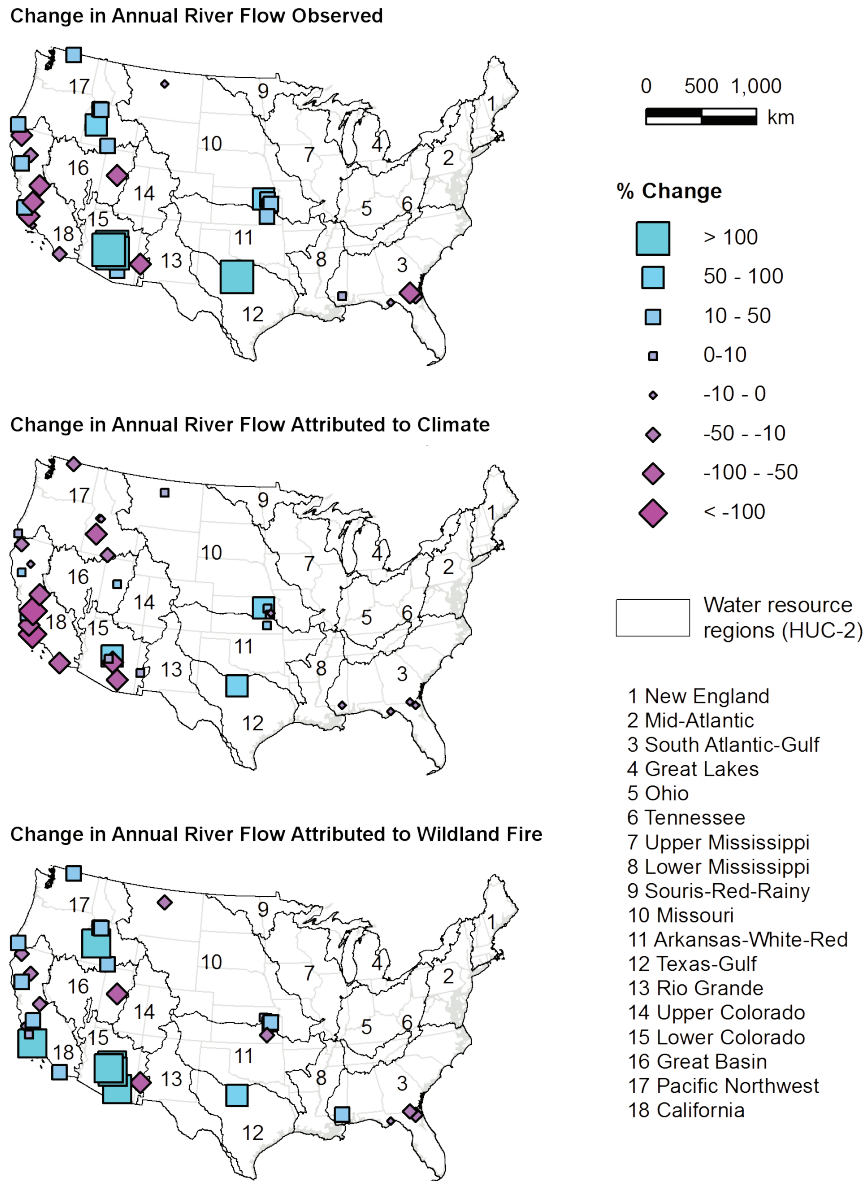 Change in Annual River Flow Observed
17
9
1
10
7
4
2
16
14
5
6
15
11
18
13
8
3
12
Change in Annual River Flow Attributed to Climate
17
9
1
10
7
4
2
16
14
5
6
18
15
11
13
8
3
12
Change in Annual River Flow Attributed to Wildland Fire
17
9
1
10
7
4
2
16
14
5
6
15
18
11
13
8
3
12
0 500 1,000
km
% Change
> 100
50 - 100
10 - 50
0-10
-10 - 0
-50 - -10
-100 - -50
< -100
Water resource
regions (HUC-2)
1 New England
2 Mid-Atlantic
3 South Atlantic-Gulf
4 Great Lakes
5 Ohio
6 Tennessee
7 Upper Mississippi
8 Lower Mississippi
9 Souris-Red-Rainy
10 Missouri
11 Arkansas-White-Red
12 Texas-Gulf
13 Rio Grande
14 Upper Colorado
15 Lower Colorado
16 Great Basin
17 Pacific Northwest
18 California